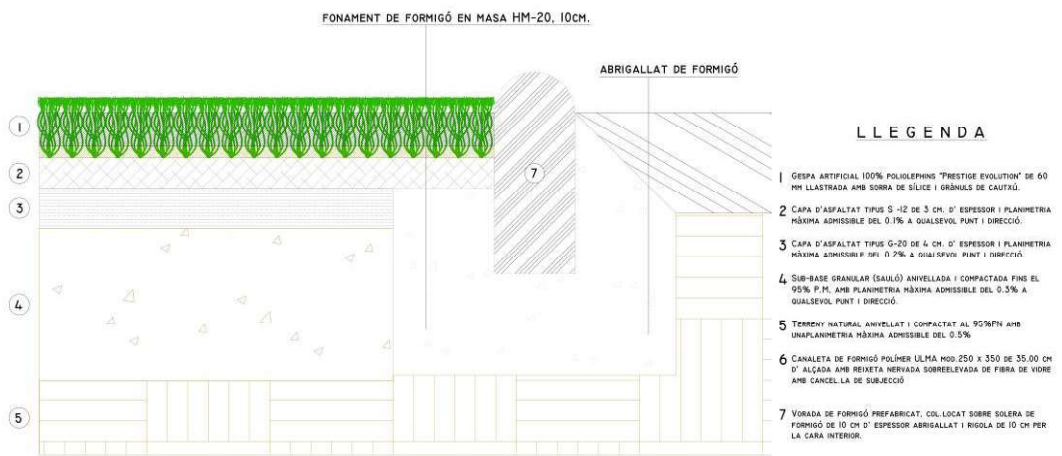 FONAMENT DE FORMIGÓ EN MASA HM-20, 10CM.
ABRIGALLAT DE FORMIGÓ
1
2
3
4
5
7
LLEGENDA
1 GESPA ARTIFICIAL 100% POLIOLEPHINS "PRESTIGE EVOLUTION" DE 60
MM LLASTRADA AMB SORRA DE SÍLICE I GRÀNULS DE CAUTXÚ.
2 CAPA D'ASFALTAT TIPUS S -12 DE 3 CM. D' ESPESSOR I PLANIMETRIA
MÀXIMA ADMISSIBLE DEL 0.1% A QUALSEVOL PUNT I DIRECCIÓ.
3 CAPA D'ASFALTAT TIPUS G-20 DE 4 CM. D' ESPESSOR I PLANIMETRIA
MÀXIMA ADMISSIBLE DEL 0.2% A QUALSEVOL PUNT I DIRECCIÓ.
4 SUB-BASE GRANULAR (SAULÓ) ANIVELLADA I COMPACTADA FINS EL
95% P.M. AMB PLANIMETRIA MÀXIMA ADMISSIBLE DEL 0.3% A
QUALSEVOL PUNT I DIRECCIÓ.
5 TERRENY NATURAL ANIVELLAT I COMPACTAT AL 95%PN AMB
UNAPLANIMETRIA MÀXIMA ADMISSIBLE DEL 0.5%
6 CANALETA DE FORMIGÓ POLÍMER ULMA MOD.250 X 350 DE 35.00 CM
D' ALÇADA AMB REIXETA NERVADA SOBREELEVADA DE FIBRA DE VIDRE
AMB CANCEL.LA DE SUBJECCIÓ
7 VORADA DE FORMIGÓ PREFABRICAT, COL.LOCAT SOBRE SOLERA DE
FORMIGÓ DE 10 CM D' ESPESSOR ABRIGALLAT I RIGOLA DE 10 CM PER
LA CARA INTERIOR.